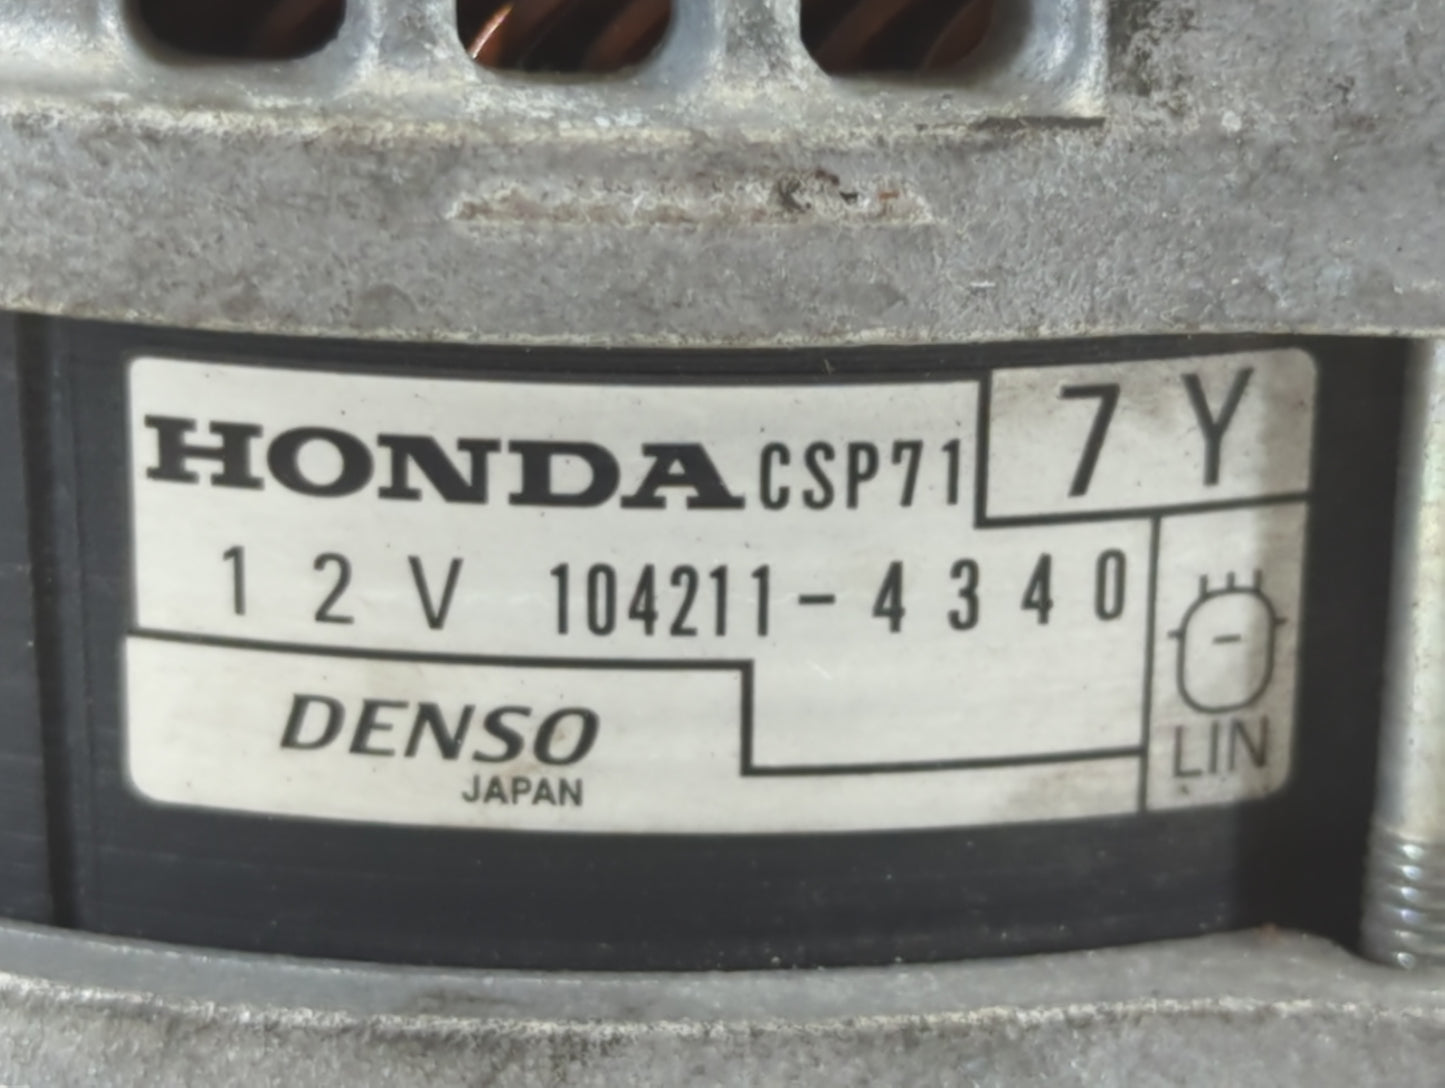 HONDA CSP71 7 Y
1 2 V 104211-4 3 4 0
DENSO
JAPAN
LIN